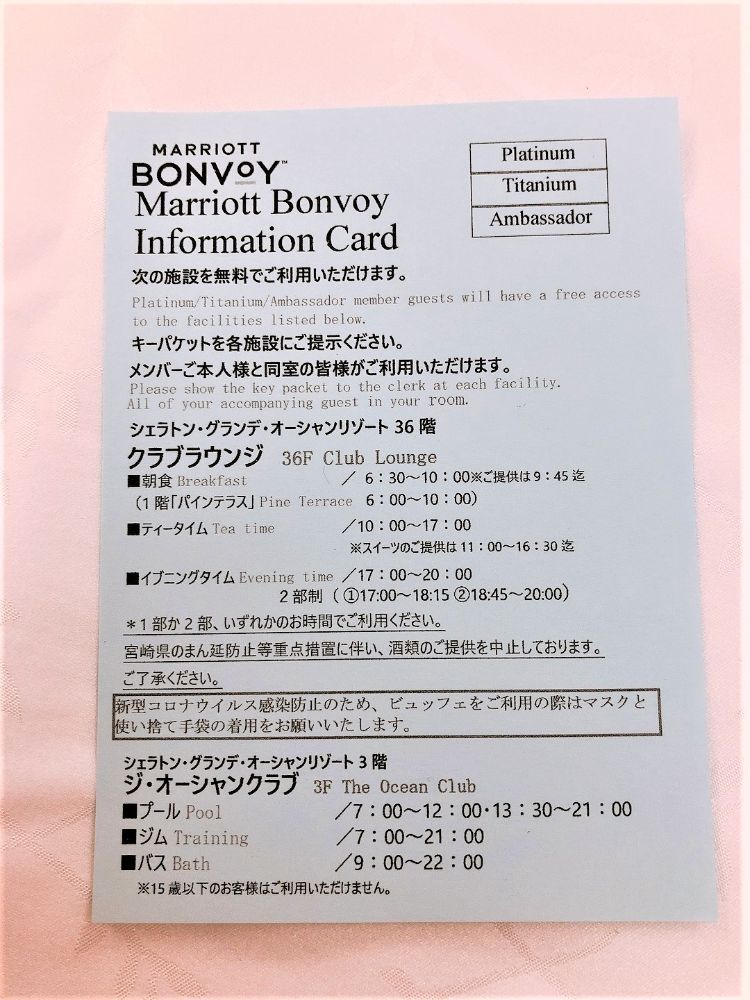 MARRIOTT
BONVOY™
Marriott Bonvoy
Information Card
Platinum
Titanium
Ambassador
次の施設を無料でご利用いただけます。
Platinum/Titanium/Ambassador member guests will have a free access
to the facilities listed below.
キーパケットを各施設にご提示ください。
メンバーご本人様と同室の皆様がご利用いただけます。
Please show the key packet to the clerk at each facility.
All of your accompanying guest in your room.
シェラトン・グランデ・オーシャンリゾート 36 階
クラブラウンジ 36F Club Lounge
■朝食 Breakfast ／ 6：30～10：00※ご提供は 9：45 迄
（1 階｢パインテラス｣ Pine Terrace 6：00～10：00）
■ティータイム Tea time ／10：00～17：00
※スイーツのご提供は 11：00～16：30 迄
■イブニングタイム Evening time ／17：00～20：00
2 部制（ ①17:00～18:15 ②18:45～20:00）
＊1 部か 2 部、いずれかのお時間でご利用ください。
宮崎県のまん延防止等重点措置に伴い、酒類のご提供を中止しております。
ご了承ください。
新型コロナウイルス感染防止のため、ビュッフェをご利用の際はマスクと
使い捨て手袋の着用をお願いいたします。
シェラトン・グランデ・オーシャンリゾート 3 階
ジ・オーシャンクラブ 3F The Ocean Club
■プール Pool ／7：00～12：00・13：30～21：00
■ジム Training ／7：00～21：00
■バス Bath ／9：00～22：00
※15 歳以下のお客様はご利用いただけません。